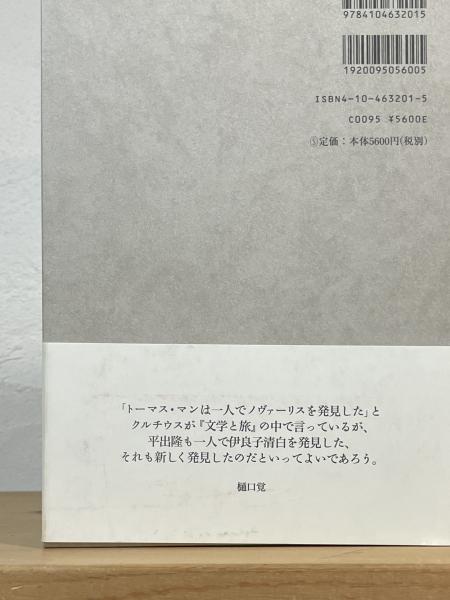 9784104632015
1920095056005
ISBN4-10-463201-5
C0095 ¥5600E
Ⓢ定価：本体5600円(税別)
「トーマス・マンは一人でノヴァーリスを発見した」と
クルチウスが『文学と旅』の中で言っているが、
平出隆も一人で伊良子清白を発見した、
それも新しく発見したのだといってよいであろう。
樋口覚